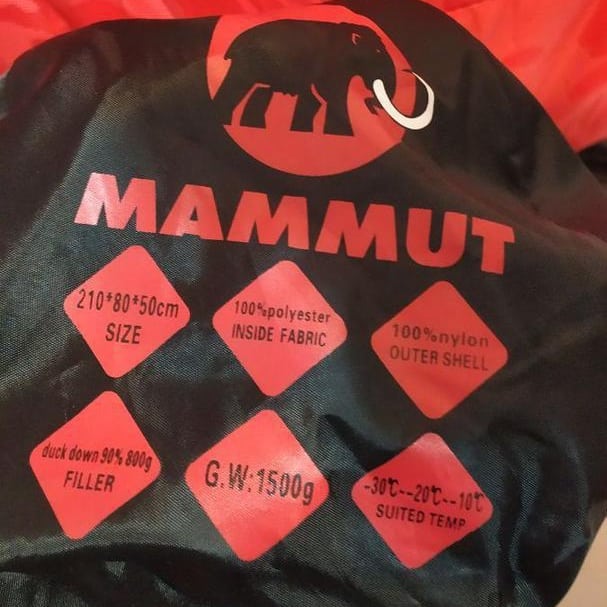 MAMMUT
210*80*50cm
SIZE
100%polyester
INSIDE FABRIC
100%nylon
OUTER SHELL
duck down 90% 800g
FILLER
G.W:1500g
-30℃--20℃--10℃
SUITED TEMP